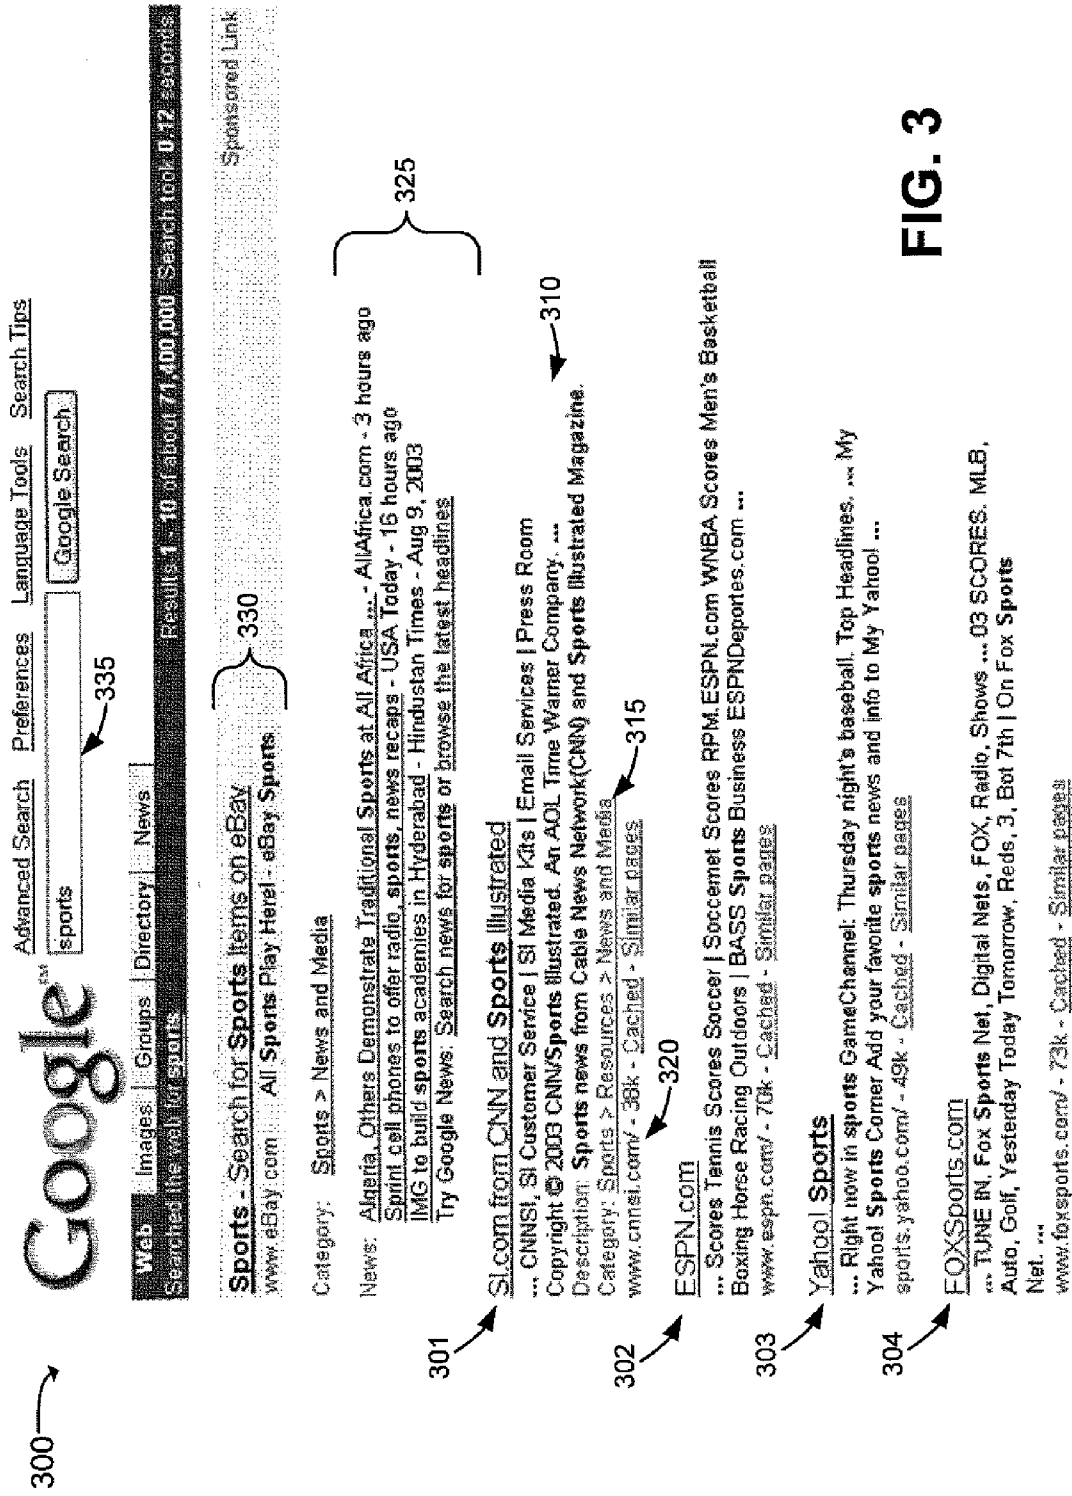 300
Google™
Advanced Search Preferences Language Tools Search Tips
sports Google Search
335
Web Images Groups Directory News
Searched the web for sports. Results 1 - 10 of about 71,400,000. Search took 0.12 seconds
Sports - Search for Sports Items on eBay Sponsored Link
www.eBay.com All Sports Play Here! - eBay Sports
330
Category: Sports > News and Media
News: Algeria, Others Demonstrate Traditional Sports at All Africa ... - AllAfrica.com - 3 hours ago
Sprint cell phones to offer radio, sports, news recaps - USA Today - 16 hours ago
IMG to build sports academies in Hyderabad - Hindustan Times - Aug 9, 2003
Try Google News: Search news for sports or browse the latest headlines
325
301
SI.com from CNN and Sports Illustrated
... CNNSI, SI Customer Service | SI Media Kits | Email Services | Press Room
Copyright © 2003 CNN/Sports Illustrated. An AOL Time Warner Company. ...
310
Description: Sports news from Cable News Network(CNN) and Sports Illustrated Magazine.
Category: Sports > Resources > News and Media
315
www.cnnsi.com/ - 38k - Cached - Similar pages
320
302
ESPN.com
... Scores Tennis Scores Soccer | Soccernet Scores RPM.ESPN.com WNBA Scores Men's Basketball
Boxing Horse Racing Outdoors | BASS Sports Business ESPNDeportes.com ...
www.espn.com/ - 70k - Cached - Similar pages
303
Yahoo! Sports
... Right now in sports GameChannel: Thursday night's baseball. Top Headlines. ... My
Yahoo! Sports Corner Add your favorite sports news and info to My Yahoo! ...
sports.yahoo.com/ - 49k - Cached - Similar pages
304
FOXSports.com
... TUNE IN, Fox Sports Net, Digital Nets, FOX, Radio, Shows ... 03 SCORES. MLB,
Auto, Golf, Yesterday Today Tomorrow, Reds, 3, Bot 7th | On Fox Sports
Net. ...
www.foxsports.com/ - 73k - Cached - Similar pages
FIG. 3